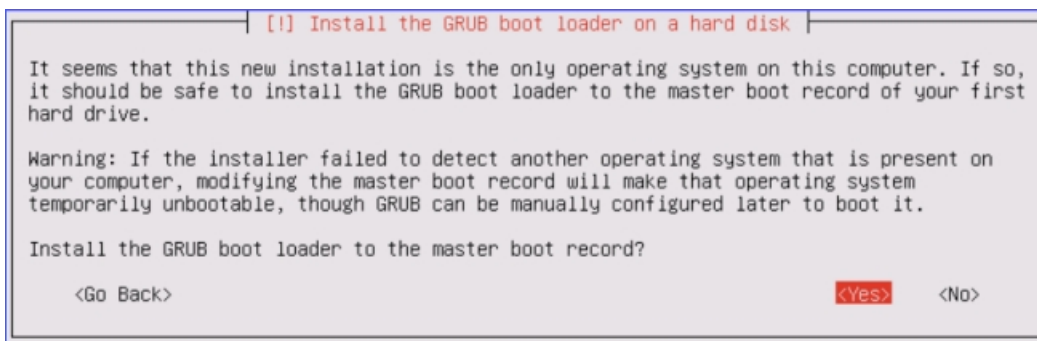 [!] Install the GRUB boot loader on a hard disk
It seems that this new installation is the only operating system on this computer. If so,
it should be safe to install the GRUB boot loader to the master boot record of your first
hard drive.
Warning: If the installer failed to detect another operating system that is present on
your computer, modifying the master boot record will make that operating system
temporarily unbootable, though GRUB can be manually configured later to boot it.
Install the GRUB boot loader to the master boot record?
<Go Back> <Yes> <No>